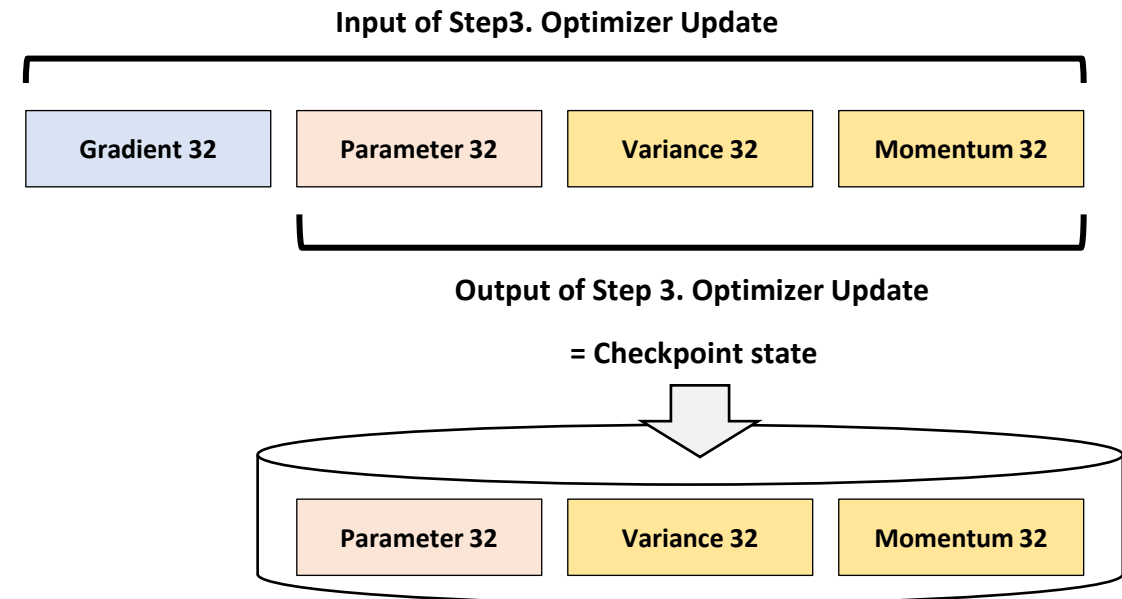 Input of Step3. Optimizer Update
Gradient 32
Parameter 32
Variance 32
Momentum 32
Output of Step 3. Optimizer Update
= Checkpoint state
Parameter 32
Variance 32
Momentum 32